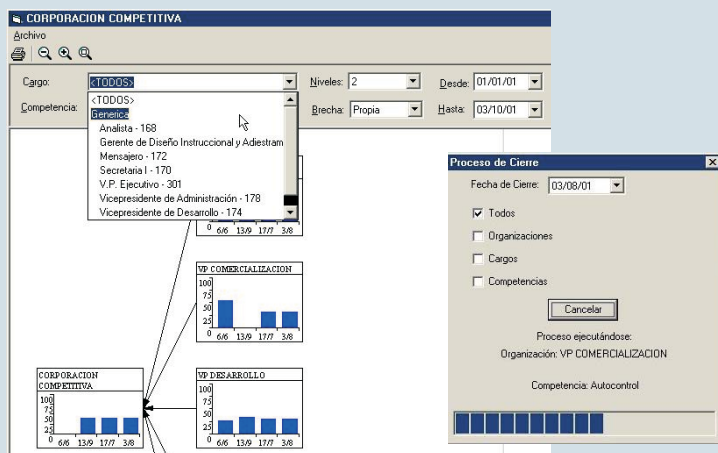 CORPORACION COMPETITIVA
Archivo
Cargo: <TODOS> Niveles: 2 Desde: 01/01/01
Competencia: Brecha: Propia Hasta: 03/10/01
<TODOS>
Generica
Analista - 168
Gerente de Diseño Instruccional y Adiestram
Mensajero - 172
Secretaria I - 170
V.P. Ejecutivo - 301
Vicepresidente de Administración - 178
Vicepresidente de Desarrollo - 174
0 6/6 13/9 17/7 3/8
VP COMERCIALIZACION
100
75
50
25
0 6/6 13/9 17/7 3/8
CORPORACION
COMPETITIVA
100
75
50
25
0 6/6 13/9 17/7 3/8
VP DESARROLLO
100
75
50
25
0 6/6 13/9 17/7 3/8
Proceso de Cierre
Fecha de Cierre: 03/08/01
Todos
Organizaciones
Cargos
Competencias
Cancelar
Proceso ejecutándose:
Organización: VP COMERCIALIZACION
Competencia: Autocontrol